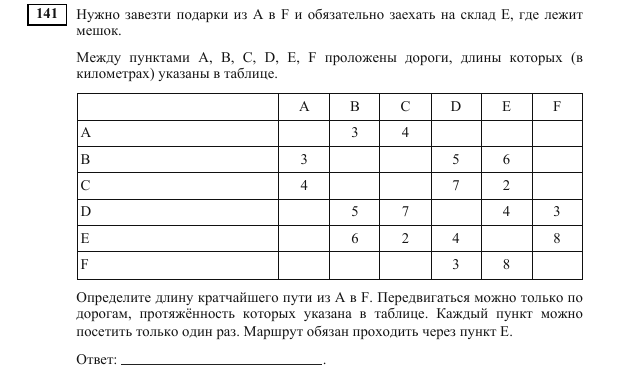 141 Нужно завезти подарки из A в F и обязательно заехать на склад E, где лежит
мешок.
Между пунктами A, B, C, D, E, F проложены дороги, длины которых (в
километрах) указаны в таблице.
A B C D E F
A 3 4
B 3 5 6
C 4 7 2
D 5 7 4 3
E 6 2 4 8
F 3 8
Определите длину кратчайшего пути из A в F. Передвигаться можно только по
дорогам, протяжённость которых указана в таблице. Каждый пункт можно
посетить только один раз. Маршрут обязан проходить через пункт E.
Ответ: ____________________________.